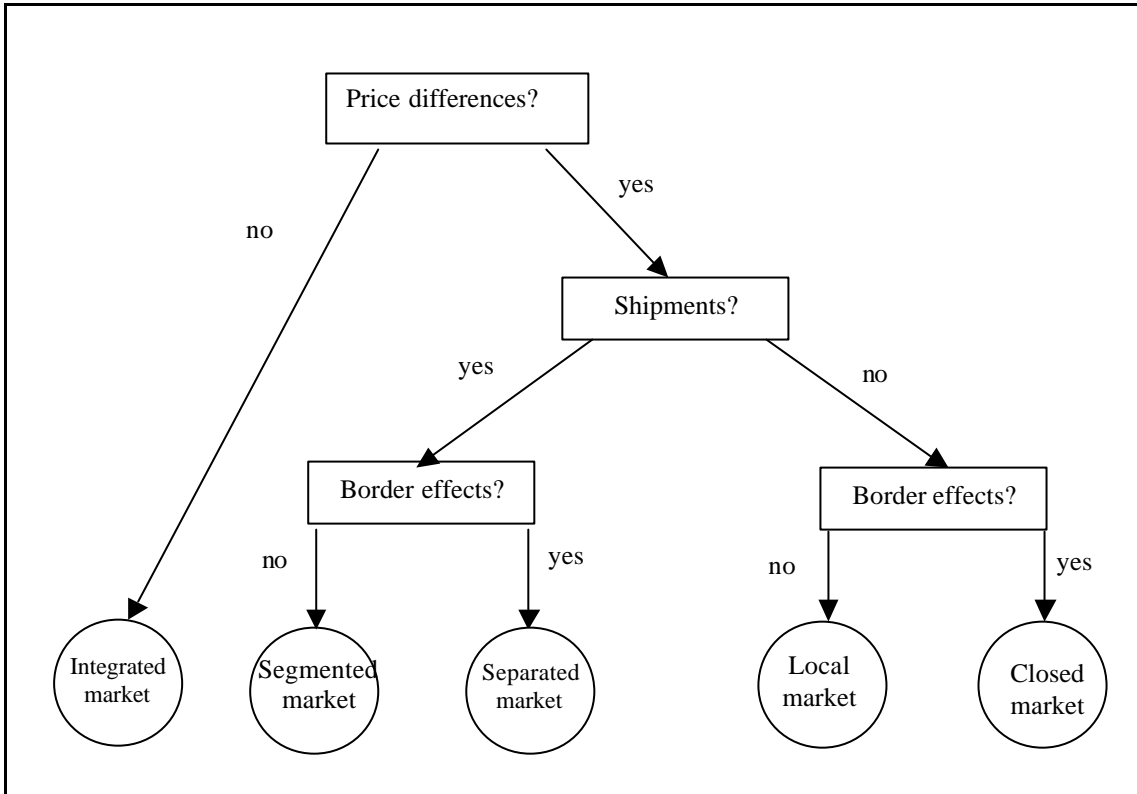 Price differences?
yes
no
Shipments?
yes
no
Border effects?
Border effects?
no
yes
no
yes
Integrated
market
Segmented
market
Separated
market
Local
market
Closed
market